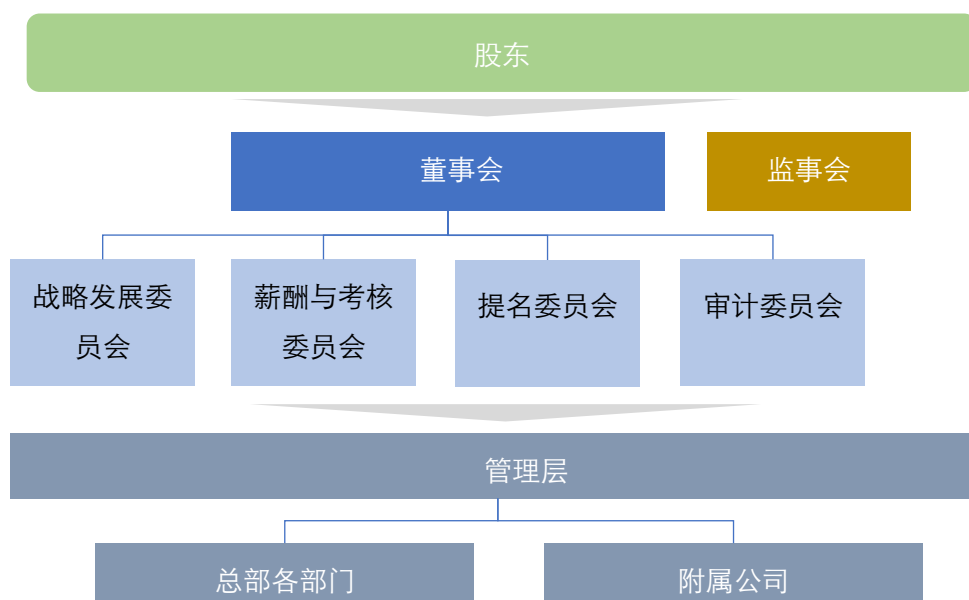 股东
董事会
监事会
战略发展委
员会
薪酬与考核
委员会
提名委员会
审计委员会
管理层
总部各部门
附属公司